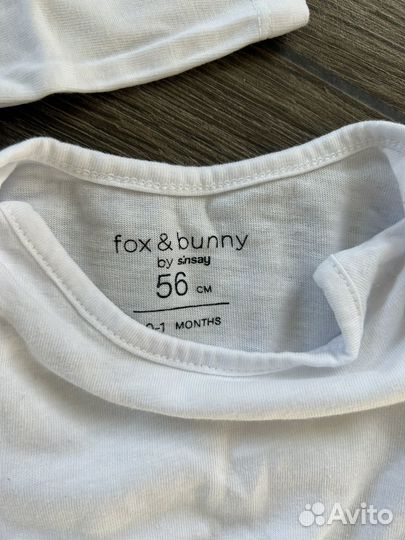 fox & bunny
by sinsay
56 CM
0-1 MONTHS
Avito